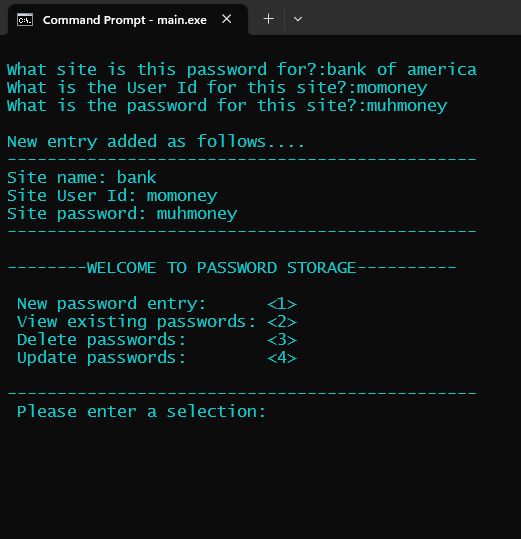 Command Prompt - main.exe
What site is this password for?:bank of america
What is the User Id for this site?:momoney
What is the password for this site?:muhmoney
New entry added as follows....
-----------------------------------------------
Site name: bank
Site User Id: momoney
Site password: muhmoney
-----------------------------------------------
--------WELCOME TO PASSWORD STORAGE----------
New password entry:      <1>
View existing passwords: <2>
Delete passwords:        <3>
Update passwords:        <4>
-----------------------------------------------
Please enter a selection: